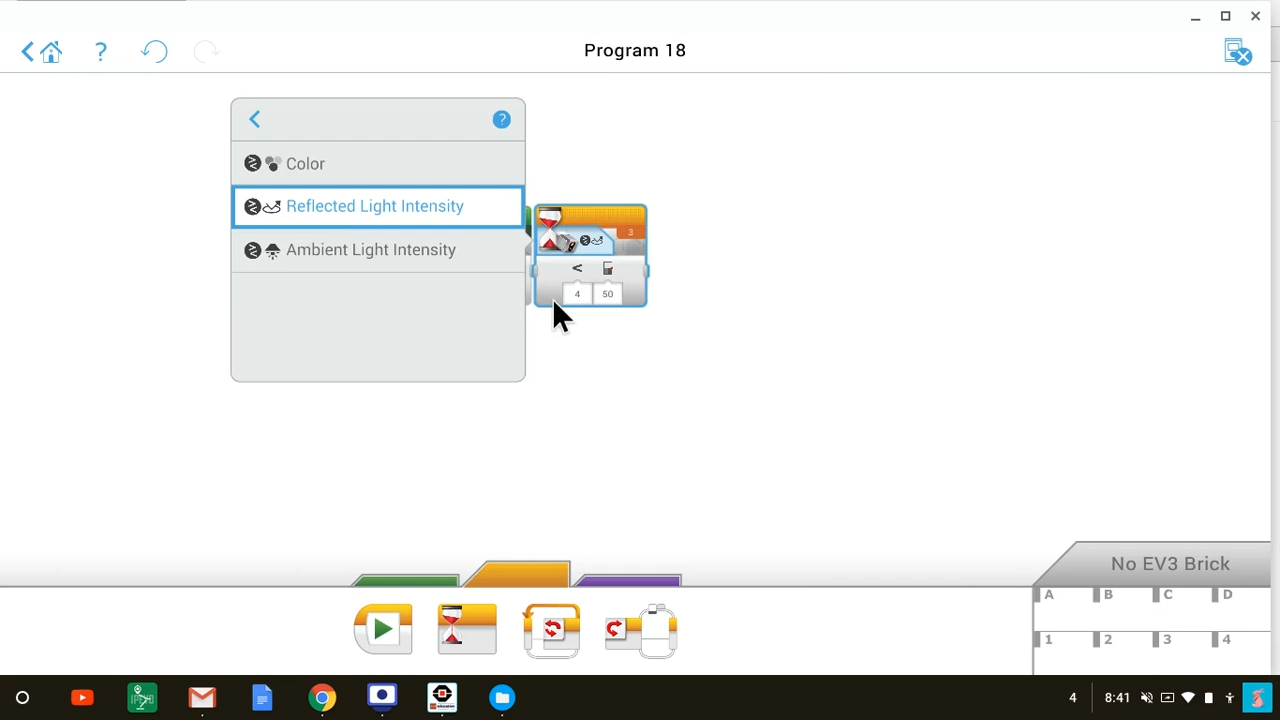 Program 18
Color
Reflected Light Intensity
Ambient Light Intensity
3
<
4 50
No EV3 Brick
A B C D
1 2 3 4
4 8:41